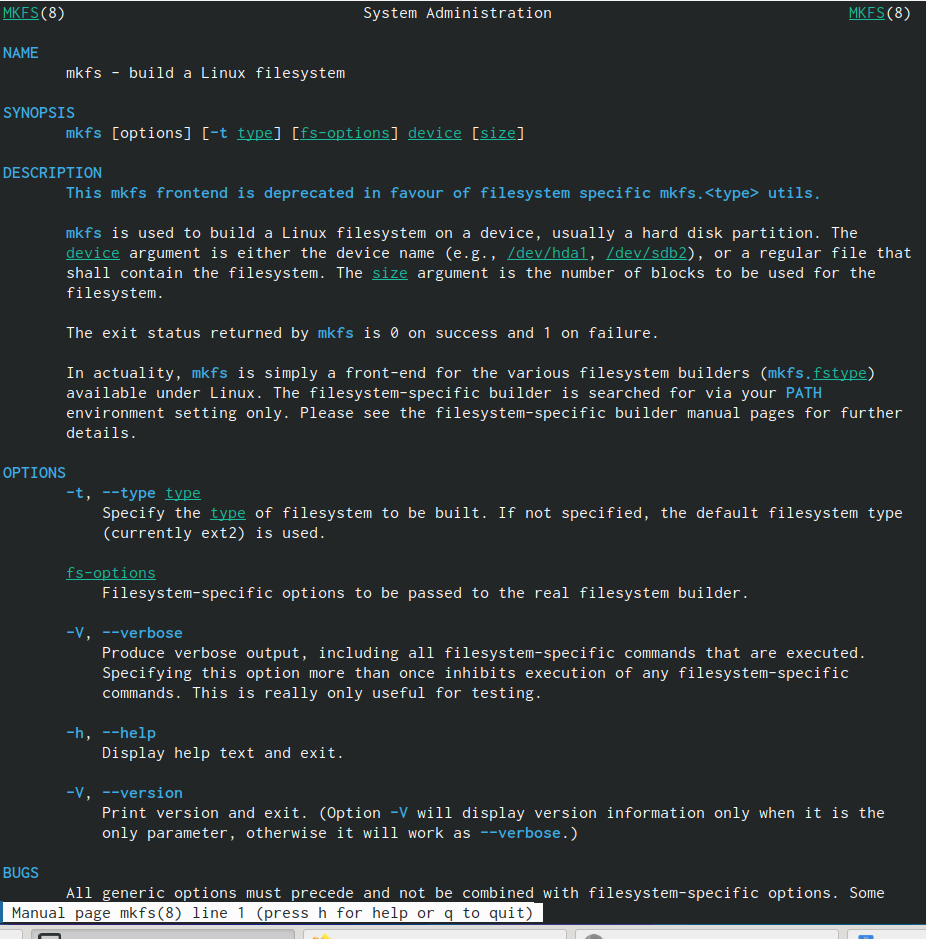 MKFS(8) System Administration MKFS(8)
NAME
mkfs - build a Linux filesystem
SYNOPSIS
mkfs [options] [-t type] [fs-options] device [size]
DESCRIPTION
This mkfs frontend is deprecated in favour of filesystem specific mkfs.<type> utils.
mkfs is used to build a Linux filesystem on a device, usually a hard disk partition. The
device argument is either the device name (e.g., /dev/hda1, /dev/sdb2), or a regular file that
shall contain the filesystem. The size argument is the number of blocks to be used for the
filesystem.
The exit status returned by mkfs is 0 on success and 1 on failure.
In actuality, mkfs is simply a front-end for the various filesystem builders (mkfs.fstype)
available under Linux. The filesystem-specific builder is searched for via your PATH
environment setting only. Please see the filesystem-specific builder manual pages for further
details.
OPTIONS
-t, --type type
Specify the type of filesystem to be built. If not specified, the default filesystem type
(currently ext2) is used.
fs-options
Filesystem-specific options to be passed to the real filesystem builder.
-V, --verbose
Produce verbose output, including all filesystem-specific commands that are executed.
Specifying this option more than once inhibits execution of any filesystem-specific
commands. This is really only useful for testing.
-h, --help
Display help text and exit.
-V, --version
Print version and exit. (Option -V will display version information only when it is the
only parameter, otherwise it will work as --verbose.)
BUGS
All generic options must precede and not be combined with filesystem-specific options. Some
Manual page mkfs(8) line 1 (press h for help or q to quit)